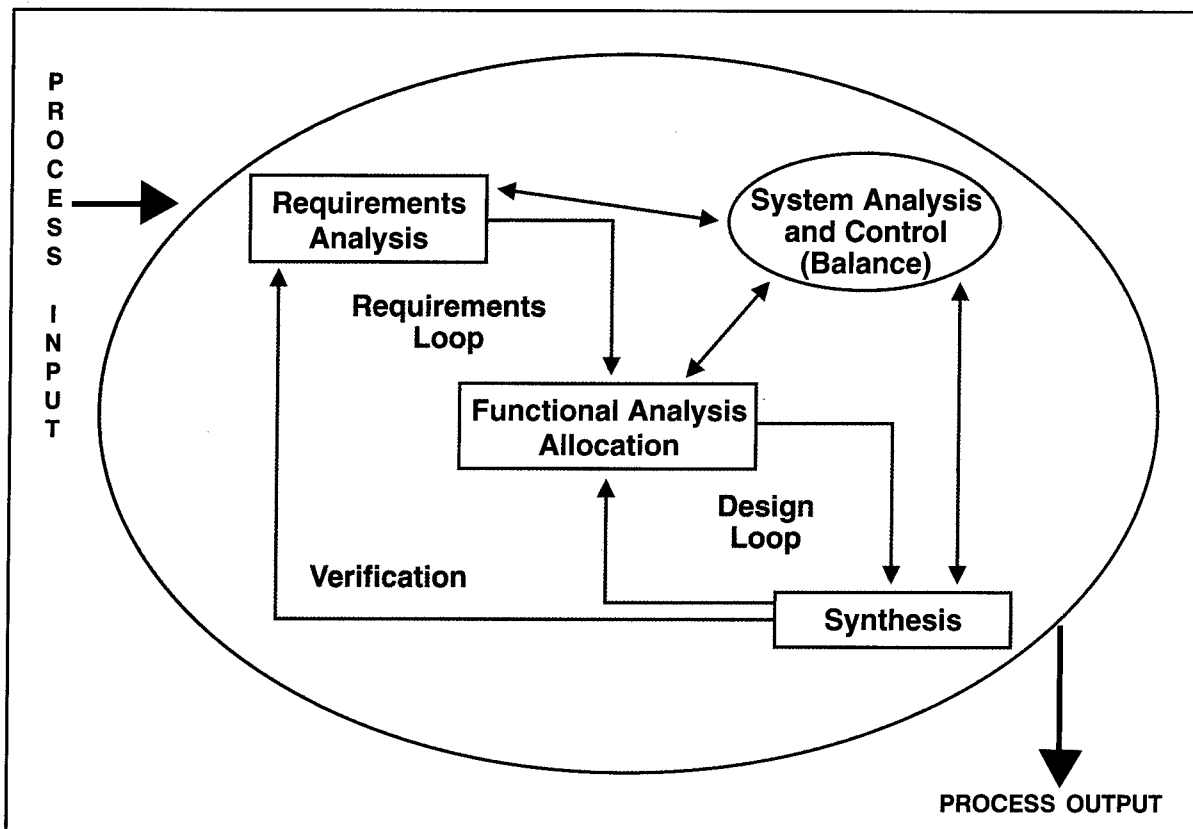 PROCESS INPUT
Requirements
Analysis
System Analysis
and Control
(Balance)
Requirements
Loop
Functional Analysis
Allocation
Design
Loop
Verification
Synthesis
PROCESS OUTPUT